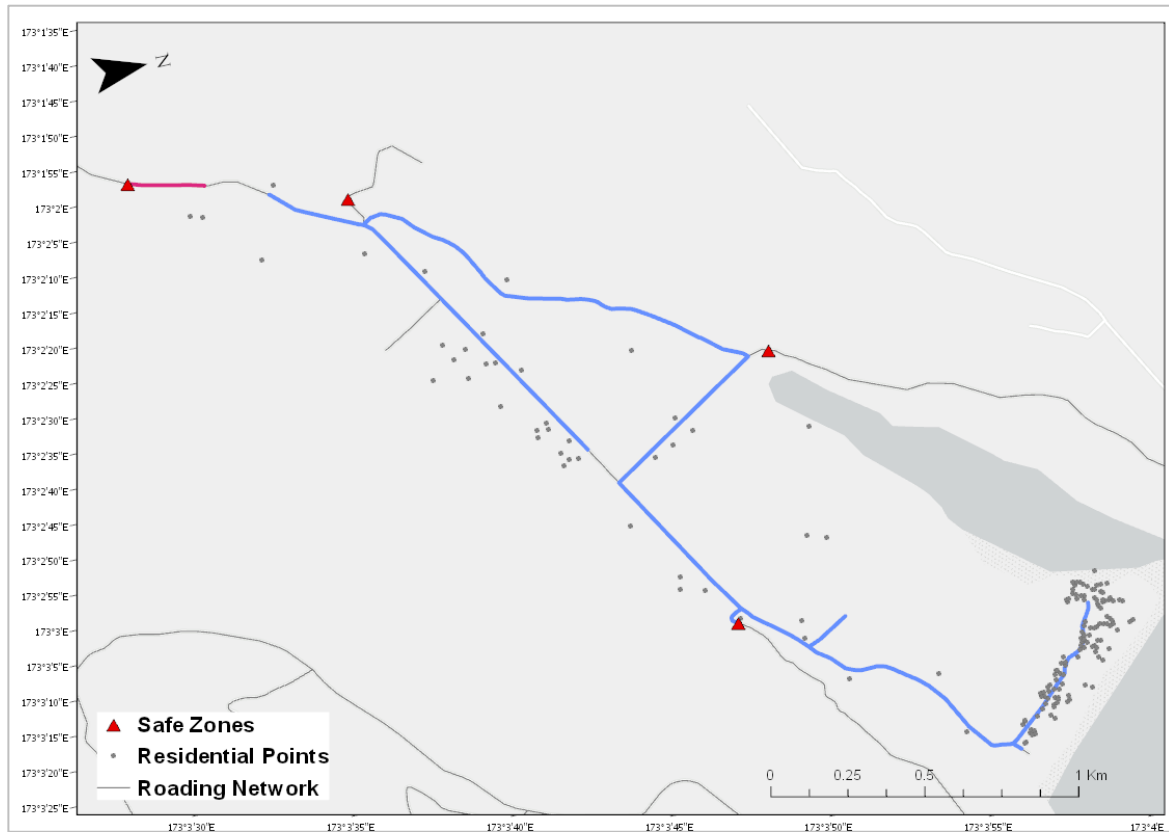 173°1'35"E
173°1'40"E
N
173°1'45"E
173°1'50"E
173°1'55"E
173°2'E
173°2'5"E
173°2'10"E
173°2'15"E
173°2'20"E
173°2'25"E
173°2'30"E
173°2'35"E
173°2'40"E
173°2'45"E
173°2'50"E
173°2'55"E
173°3'E
173°3'5"E
173°3'10"E
173°3'15"E
173°3'20"E
173°3'25"E
Safe Zones
Residential Points
Roading Network
0 0.25 0.5 1 Km
173°3'30"E 173°3'35"E 173°3'40"E 173°3'45"E 173°3'50"E 173°3'55"E 173°4'E